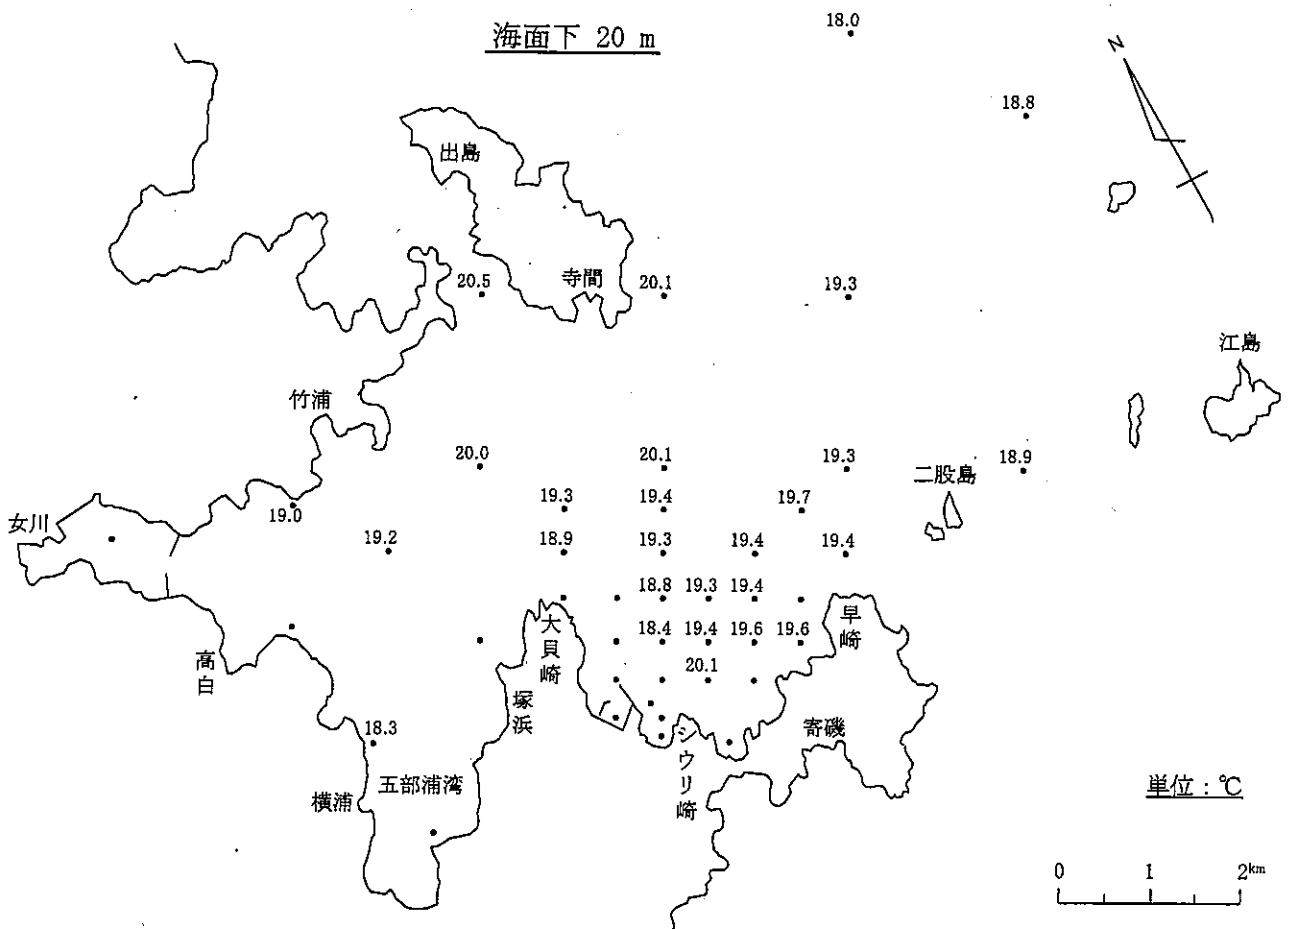 海面下 20 m
18.0
N
18.8
出島
寺間
20.5
20.1
19.3
江島
竹浦
20.0
20.1
19.3
二股島
18.9
19.3
19.4
19.7
女川
19.0
19.2
18.9
19.3
19.4
19.4
18.8
19.3
19.4
大貝崎
18.4
19.4
19.6
19.6
早崎
高白
20.1
塚浜
18.3
シウリ崎
寄磯
五部浦湾
横浦
単位：℃
0 1 2km